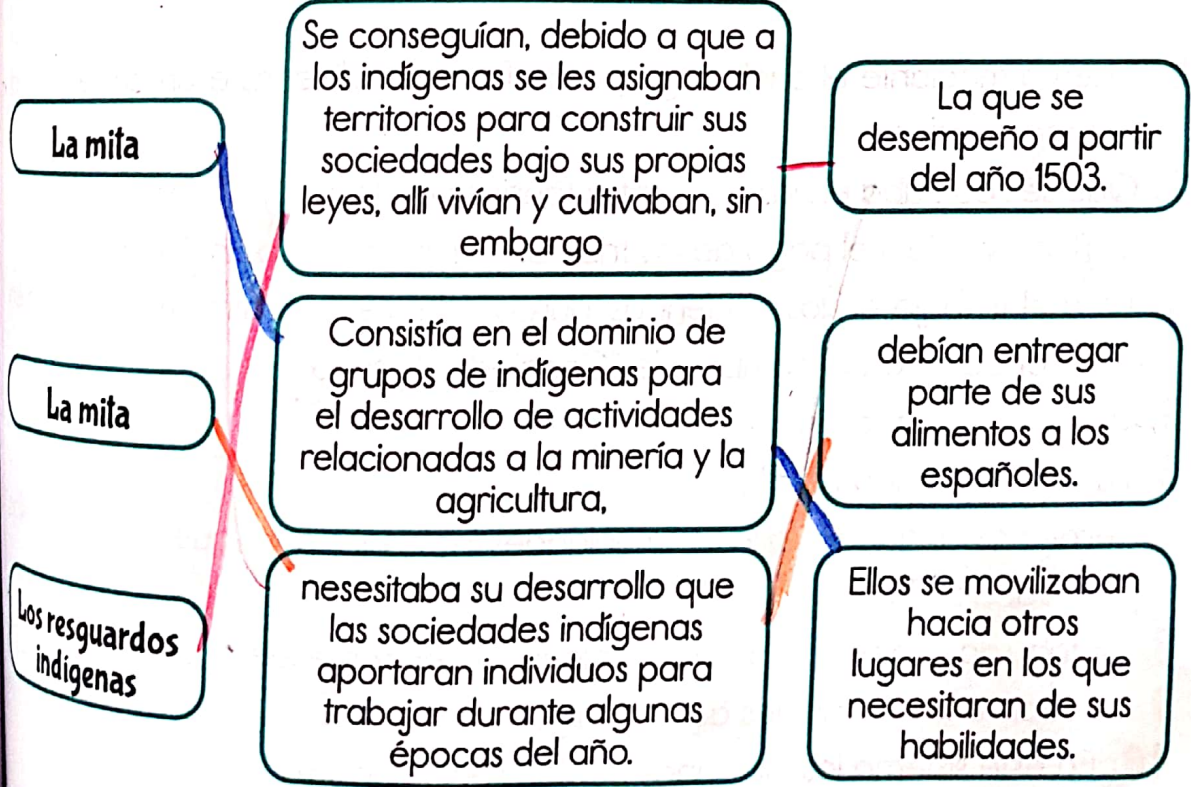 La mita
La mita
Los resguardos
indígenas
Se conseguían, debido a que a
los indígenas se les asignaban
territorios para construir sus
sociedades bajo sus propias
leyes, allí vivían y cultivaban, sin
embargo
Consistía en el dominio de
grupos de indígenas para
el desarrollo de actividades
relacionadas a la minería y la
agricultura,
nesesitaba su desarrollo que
las sociedades indígenas
aportaran individuos para
trabajar durante algunas
épocas del año.
La que se
desempeño a partir
del año 1503.
debían entregar
parte de sus
alimentos a los
españoles.
Ellos se movilizaban
hacia otros
lugares en los que
necesitaran de sus
habilidades.